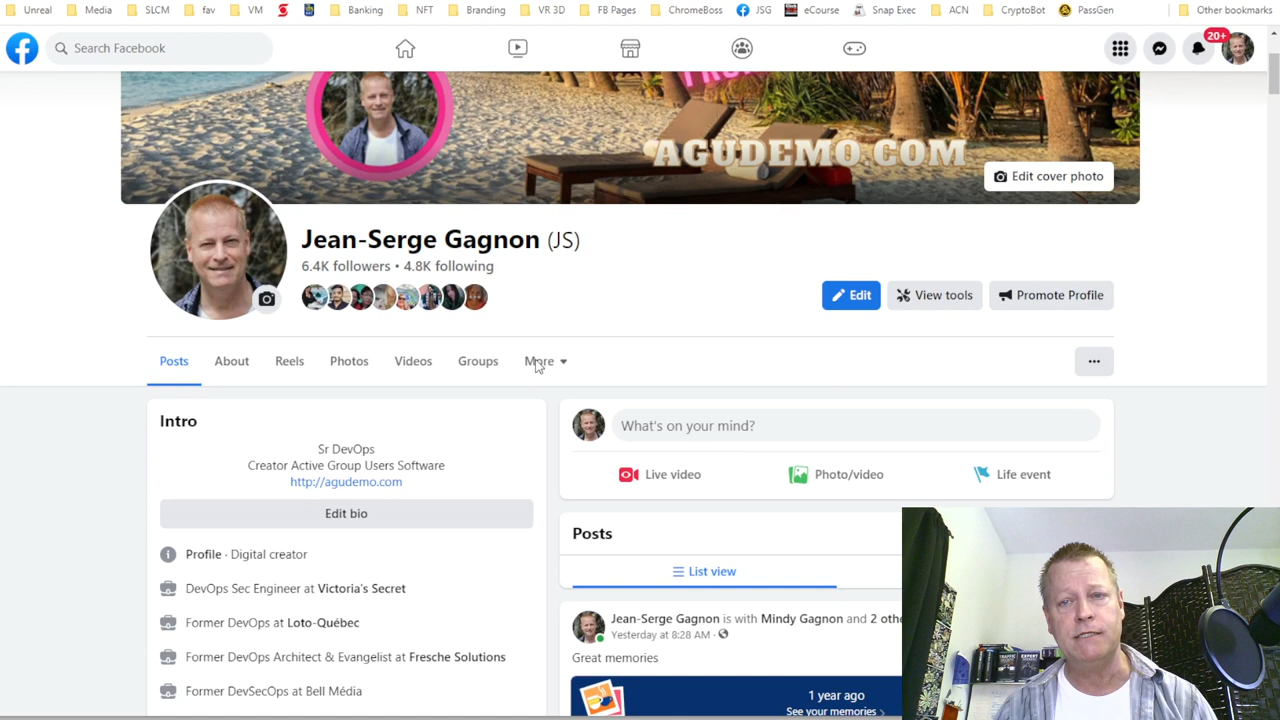 Unreal Media SLCM fav VM Banking NFT Branding VR 3D FB Pages ChromeBoss JSG eCourse Snap Exec ACN CryptoBot PassGen Other bookmarks
Search Facebook
20+
AGUDEMO.COM
Edit cover photo
Jean-Serge Gagnon (JS)
6.4K followers • 4.8K following
Edit View tools Promote Profile
Posts About Reels Photos Videos Groups More
Intro
Sr DevOps
Creator Active Group Users Software
http://agudemo.com
Edit bio
Profile · Digital creator
DevOps Sec Engineer at Victoria's Secret
Former DevOps at Loto-Québec
Former DevOps Architect & Evangelist at Fresche Solutions
Former DevSecOps at Bell Média
What's on your mind?
Live video Photo/video Life event
Posts
List view
Jean-Serge Gagnon is with Mindy Gagnon and 2 othe
Yesterday at 8:28 AM ·
Great memories
1 year ago
See your memories >
TRAFFIC
EXPERT